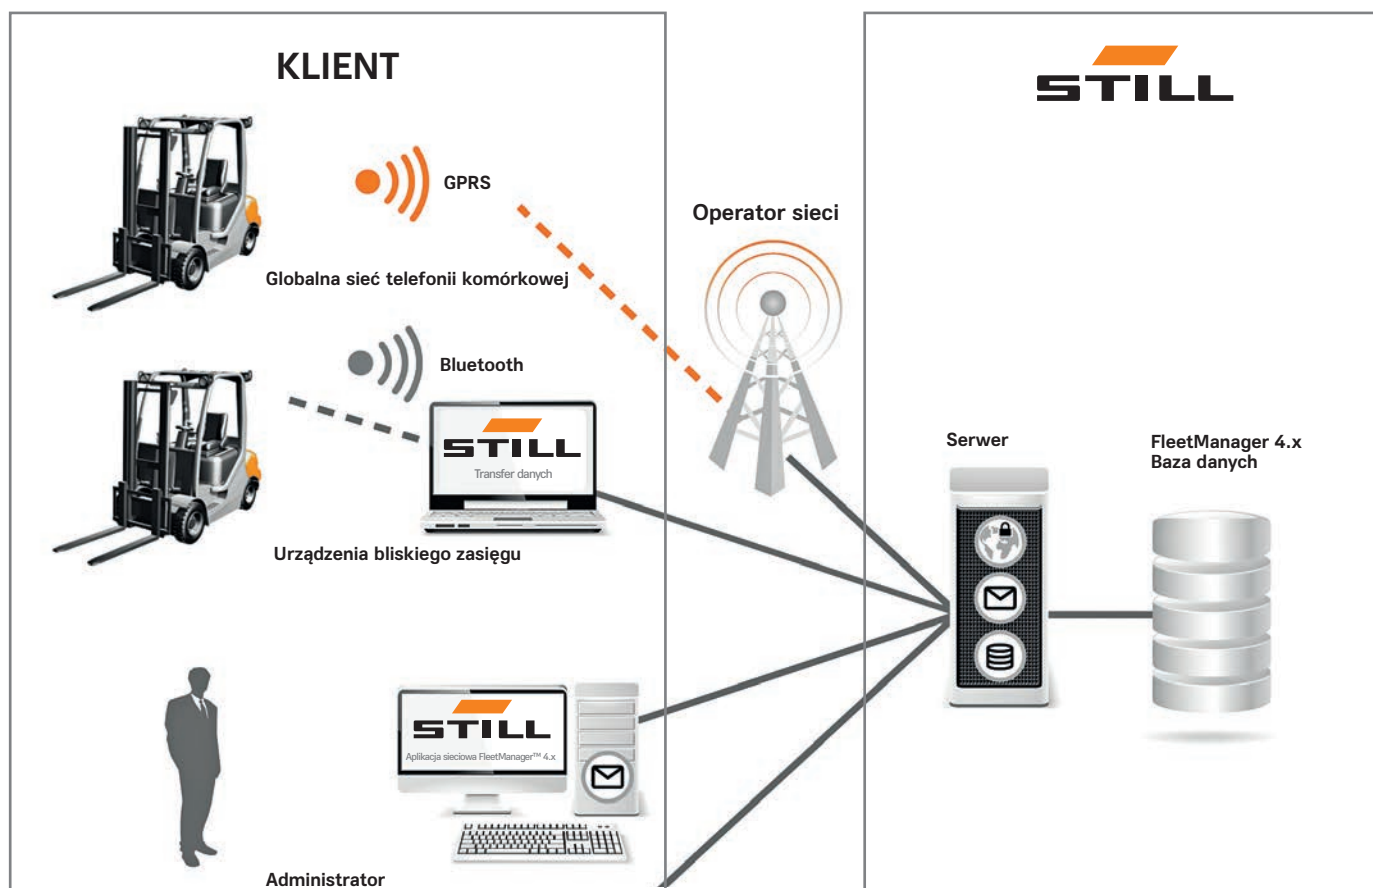 KLIENT
STILL
GPRS
Operator sieci
Globalna sieć telefonii komórkowej
Bluetooth
STILL
Transfer danych
Serwer
FleetManager 4.x
Baza danych
Urządzenia bliskiego zasięgu
STILL
Aplikacja sieciowa FleetManager™ 4.x
Administrator